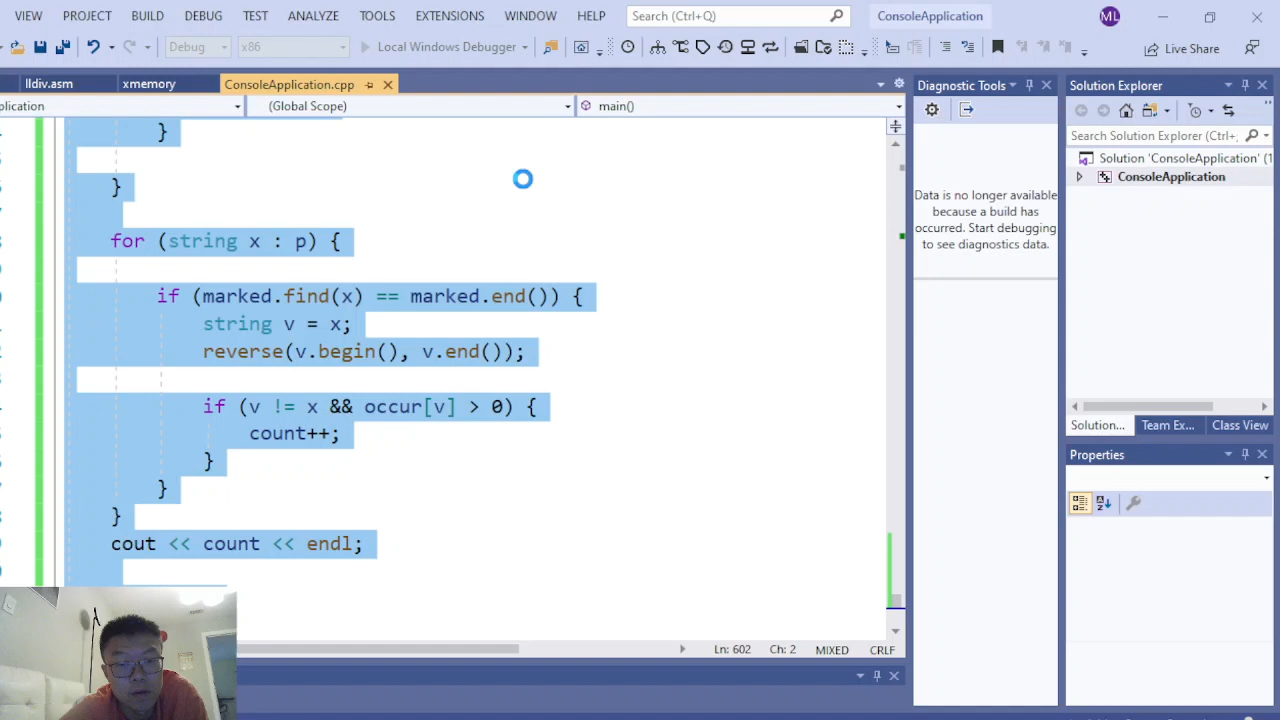 VIEW PROJECT BUILD DEBUG TEST ANALYZE TOOLS EXTENSIONS WINDOW HELP Search (Ctrl+Q) ConsoleApplication ML
Debug x86 Local Windows Debugger Live Share
lldiv.asm xmemory ConsoleApplication.cpp Diagnostic Tools Solution Explorer
plication (Global Scope) main()
Search Solution Explorer (Ctrl+;
}
Solution 'ConsoleApplication' (1
ConsoleApplication
}
Data is no longer available
because a build has
occurred. Start debugging
to see diagnostics data.
for (string x : p) {
if (marked.find(x) == marked.end()) {
string v = x;
reverse(v.begin(), v.end());
if (v != x && occur[v] > 0) {
count++;
}
}
}
cout << count << endl;
Solution... Team Ex... Class View
Properties
Ln: 602 Ch: 2 MIXED CRLF